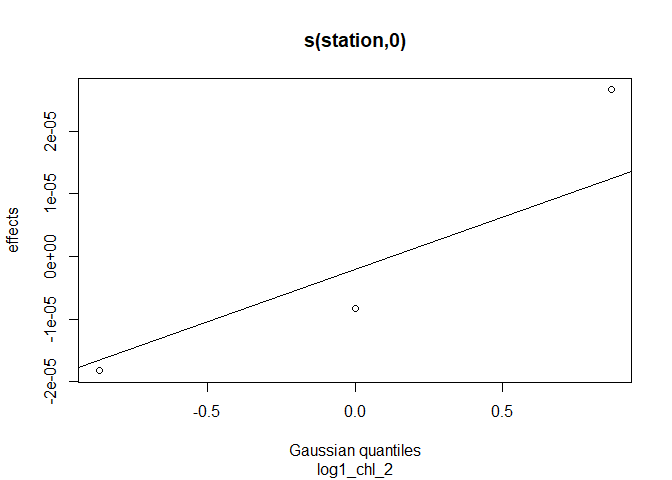 s(station,0)
effects
2e-05
1e-05
0e+00
-1e-05
-2e-05
-0.5
0.0
0.5
Gaussian quantiles
log1_chl_2